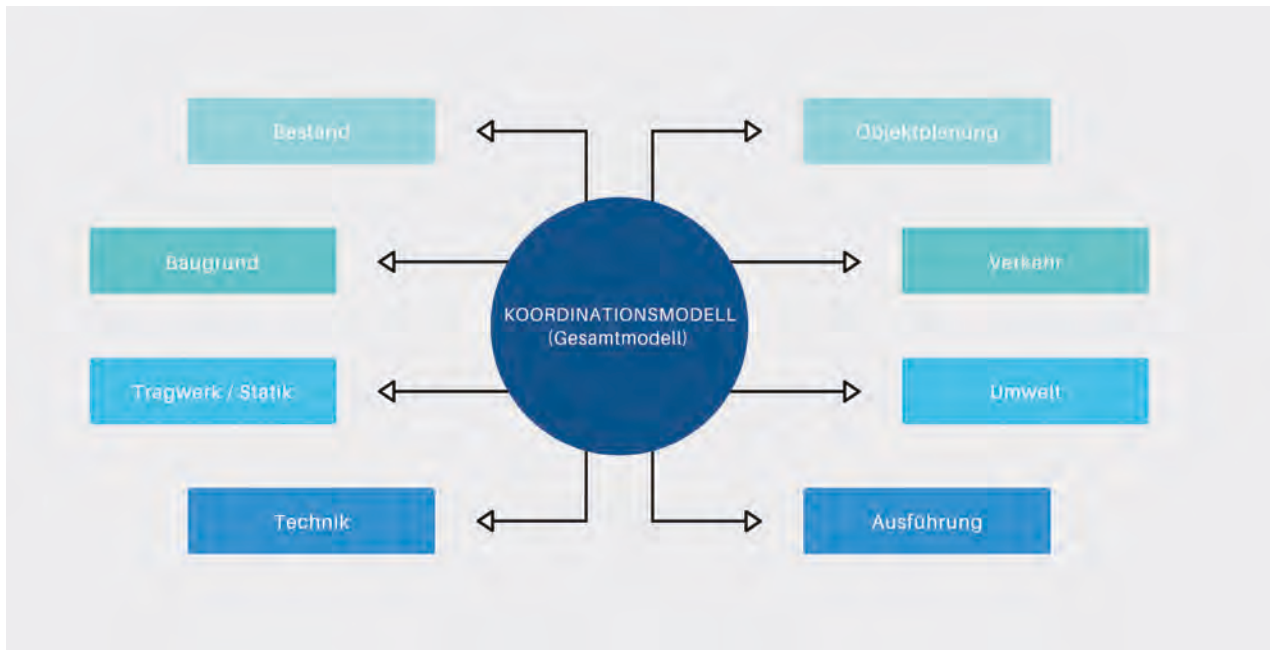 Bestand
Objektplanung
Baugrund
Verkehr
KOORDINATIONSMODELL
(Gesamtmodell)
Tragwerk / Statik
Umwelt
Technik
Ausführung